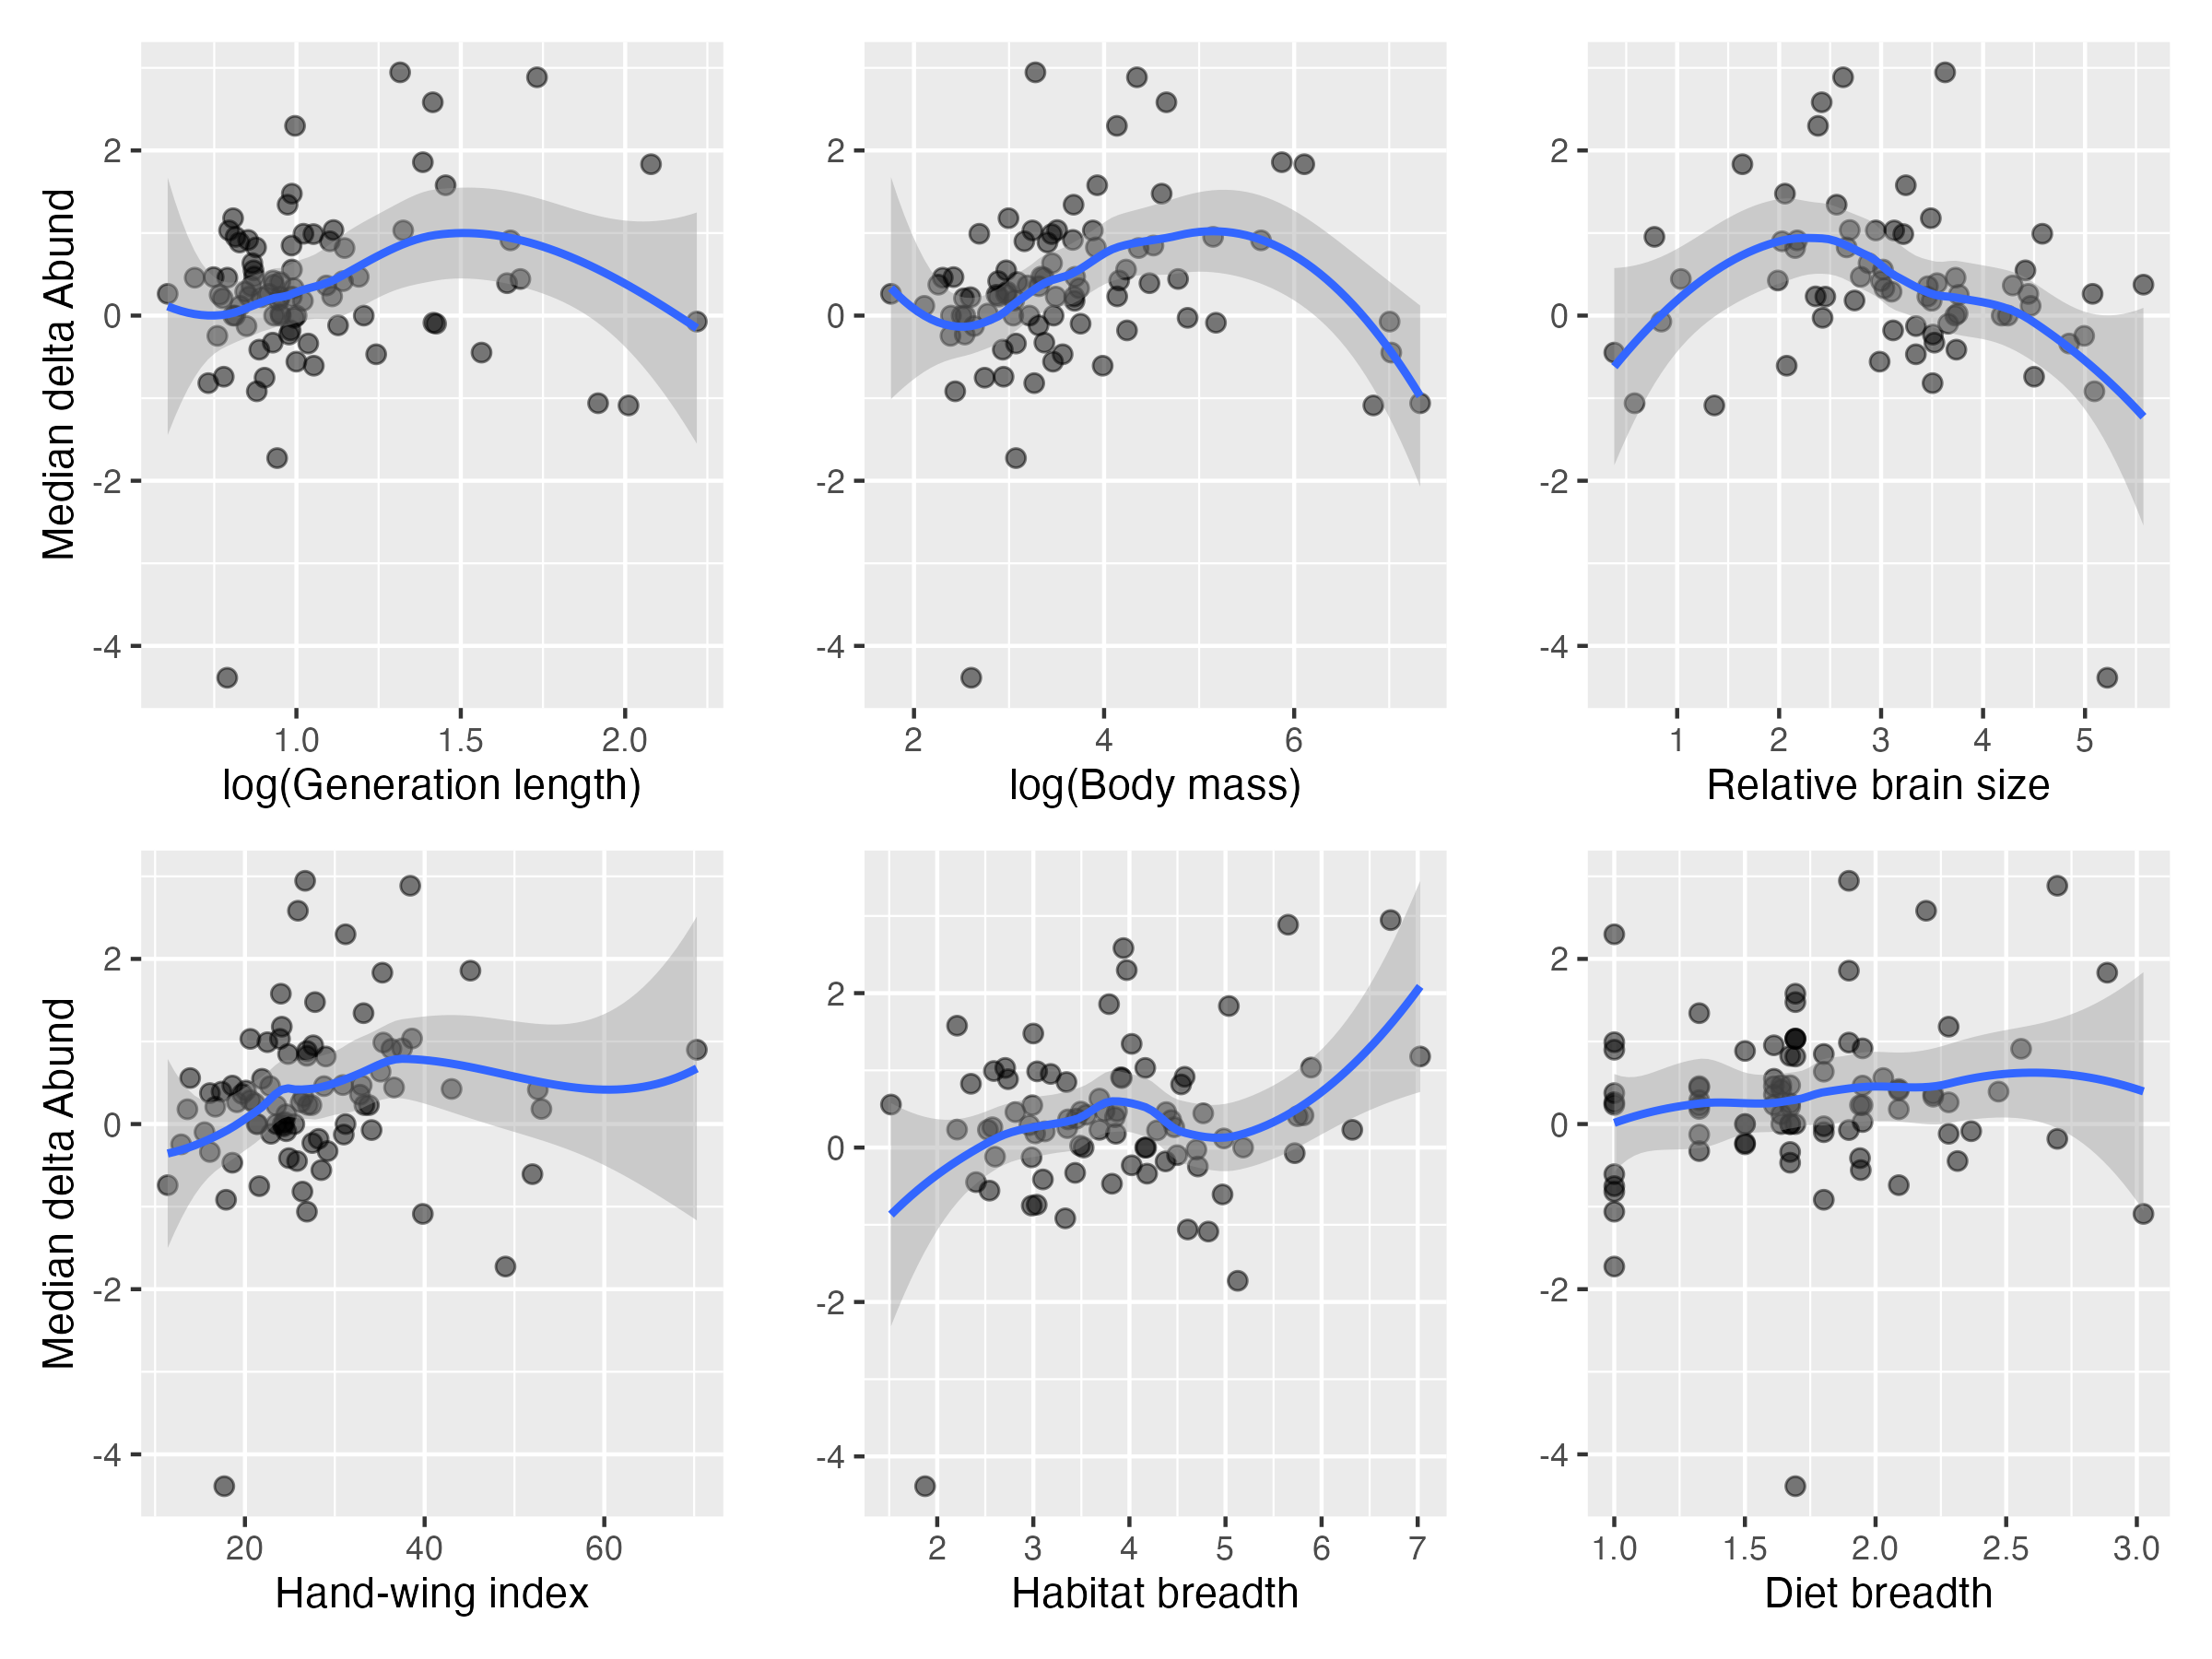 Median delta Abund
2
0
-2
-4
1.0 1.5 2.0
log(Generation length)
2
0
-2
-4
2 4 6
log(Body mass)
2
0
-2
-4
1 2 3 4 5
Relative brain size
Median delta Abund
2
0
-2
-4
20 40 60
Hand-wing index
2
0
-2
-4
2 3 4 5 6 7
Habitat breadth
2
0
-2
-4
1.0 1.5 2.0 2.5 3.0
Diet breadth